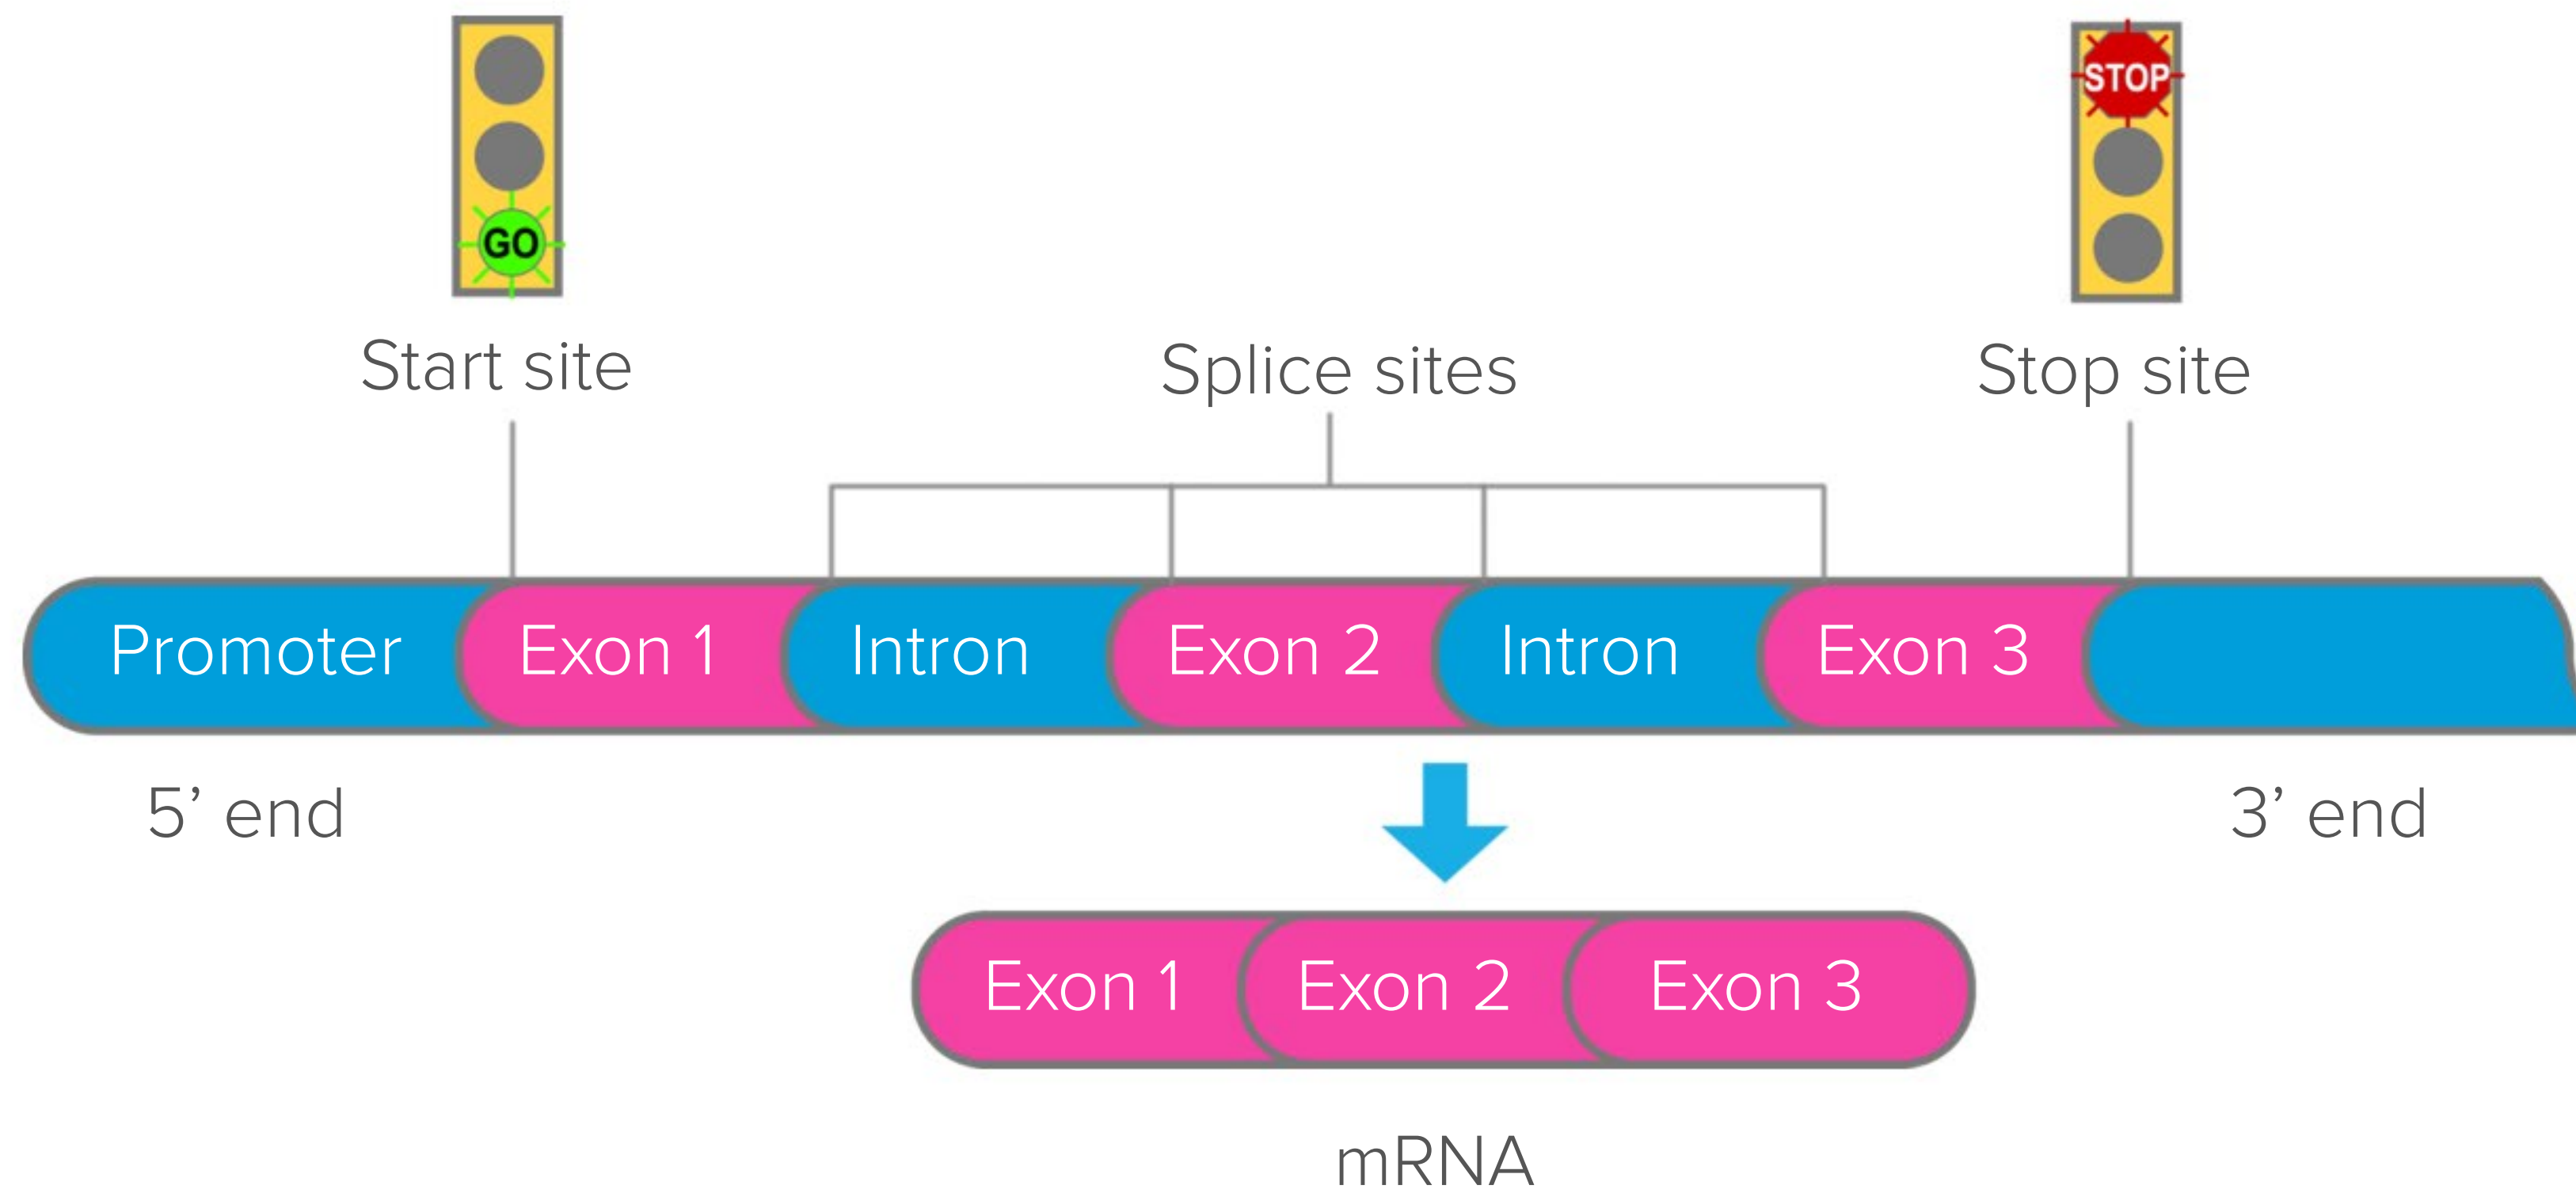 GO
STOP
Start site
Splice sites
Stop site
Promoter
Exon 1
Intron
Exon 2
Intron
Exon 3
5’ end
3’ end
Exon 1
Exon 2
Exon 3
mRNA